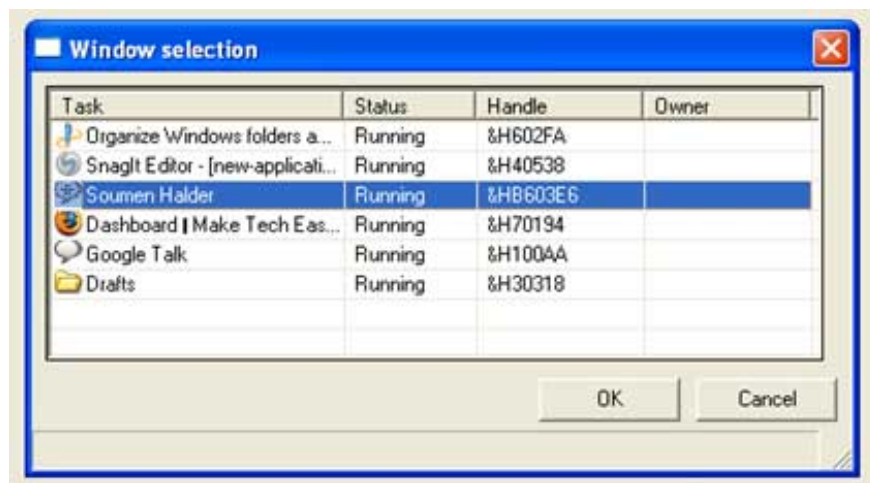 Window selection
Task Status Handle Owner
Organize Windows folders a... Running &H602FA
SnagIt Editor - [new-applicati... Running &H40538
Soumen Halder Running &HB603E6
Dashboard | Make Tech Eas... Running &H70194
Google Talk Running &H100AA
Drafts Running &H30318
OK Cancel